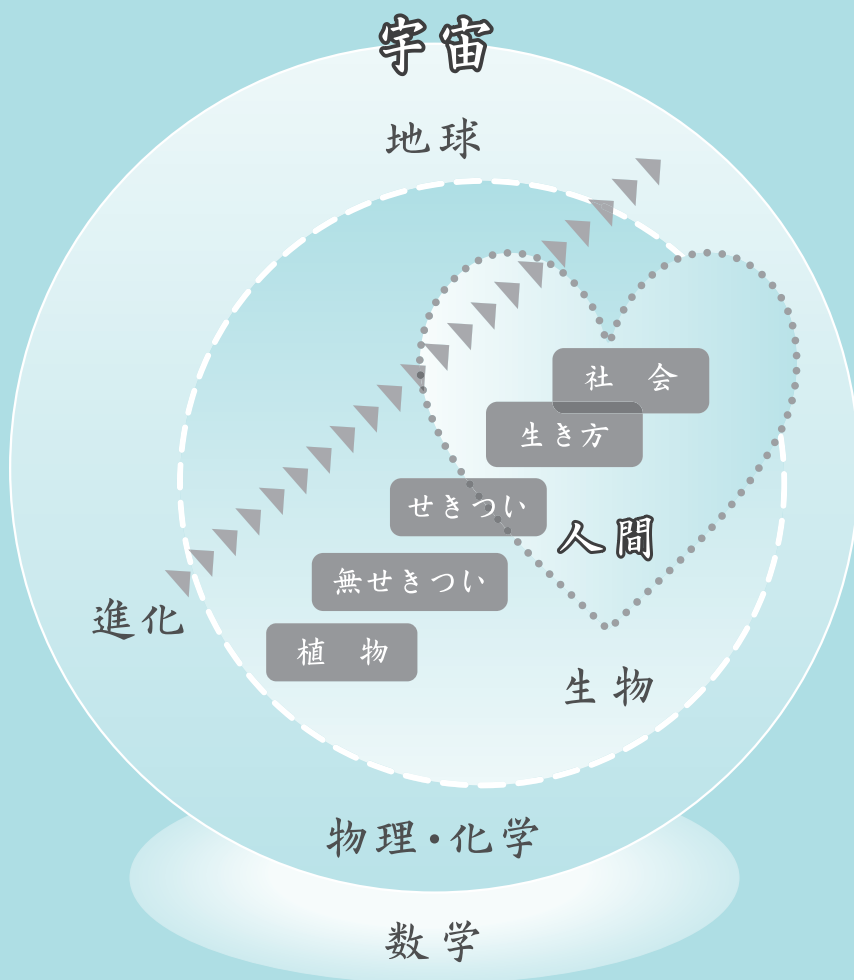 宇宙
地球
社　会
生き方
せきつい
人間
無せきつい
進化
植　物
生物
物理・化学
数学